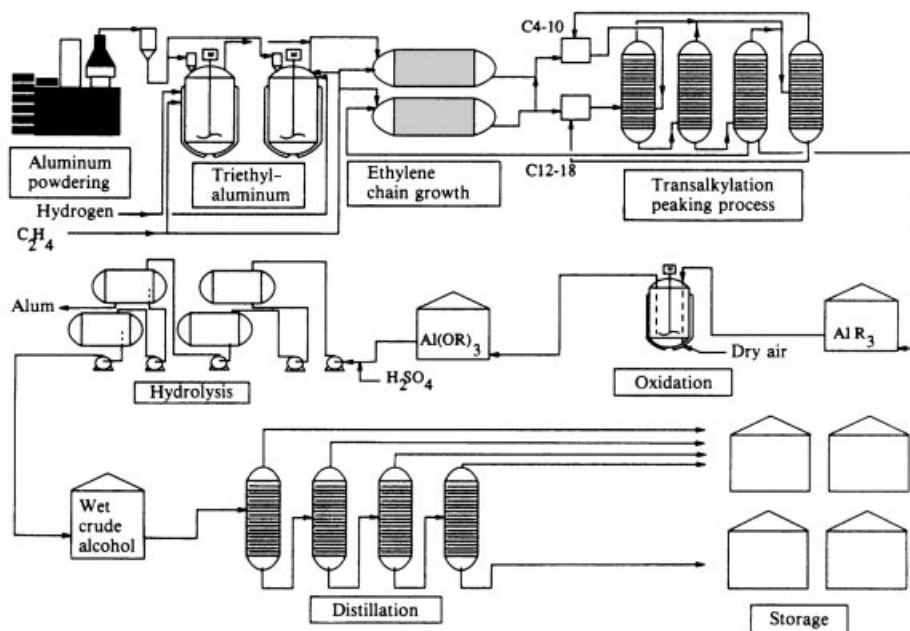 C4-10
Aluminum
powdering
Triethyl-
aluminum
Ethylene
chain growth
C12-18
Transalkylation
peaking process
Hydrogen
C2H4
Alum
Al(OR)3
H2SO4
Hydrolysis
Dry air
Oxidation
Al R3
Wet
crude
alcohol
Distillation
Storage